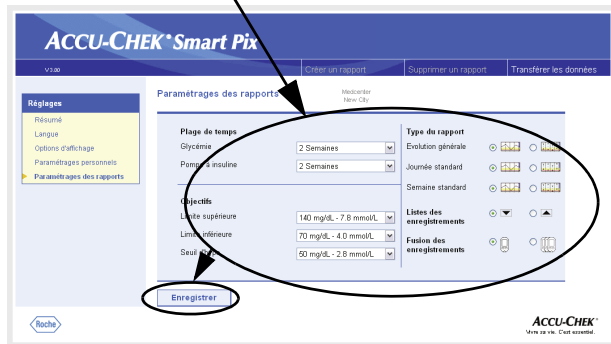 ACCU-CHEK® Smart Pix
V3.00
Créer un rapport
Supprimer un rapport
Transférer les données
Réglages
Résumé
Langue
Options d'affichage
Paramétrages personnels
Paramétrages des rapports
Paramétrages des rapports
Medcenter
New City
Plage de temps
Glycémie
2 Semaines
Pompe à insuline
2 Semaines
Objectifs
Limite supérieure
140 mg/dL - 7.8 mmol/L
Limite inférieure
70 mg/dL - 4.0 mmol/L
Seuil d'hypo
50 mg/dL - 2.8 mmol/L
Type du rapport
Evolution générale
Journée standard
Semaine standard
Listes des
enregistrements
Fusion des
enregistrements
Enregistrer
Roche
ACCU-CHEK®
Vivre sa vie. C'est essentiel.